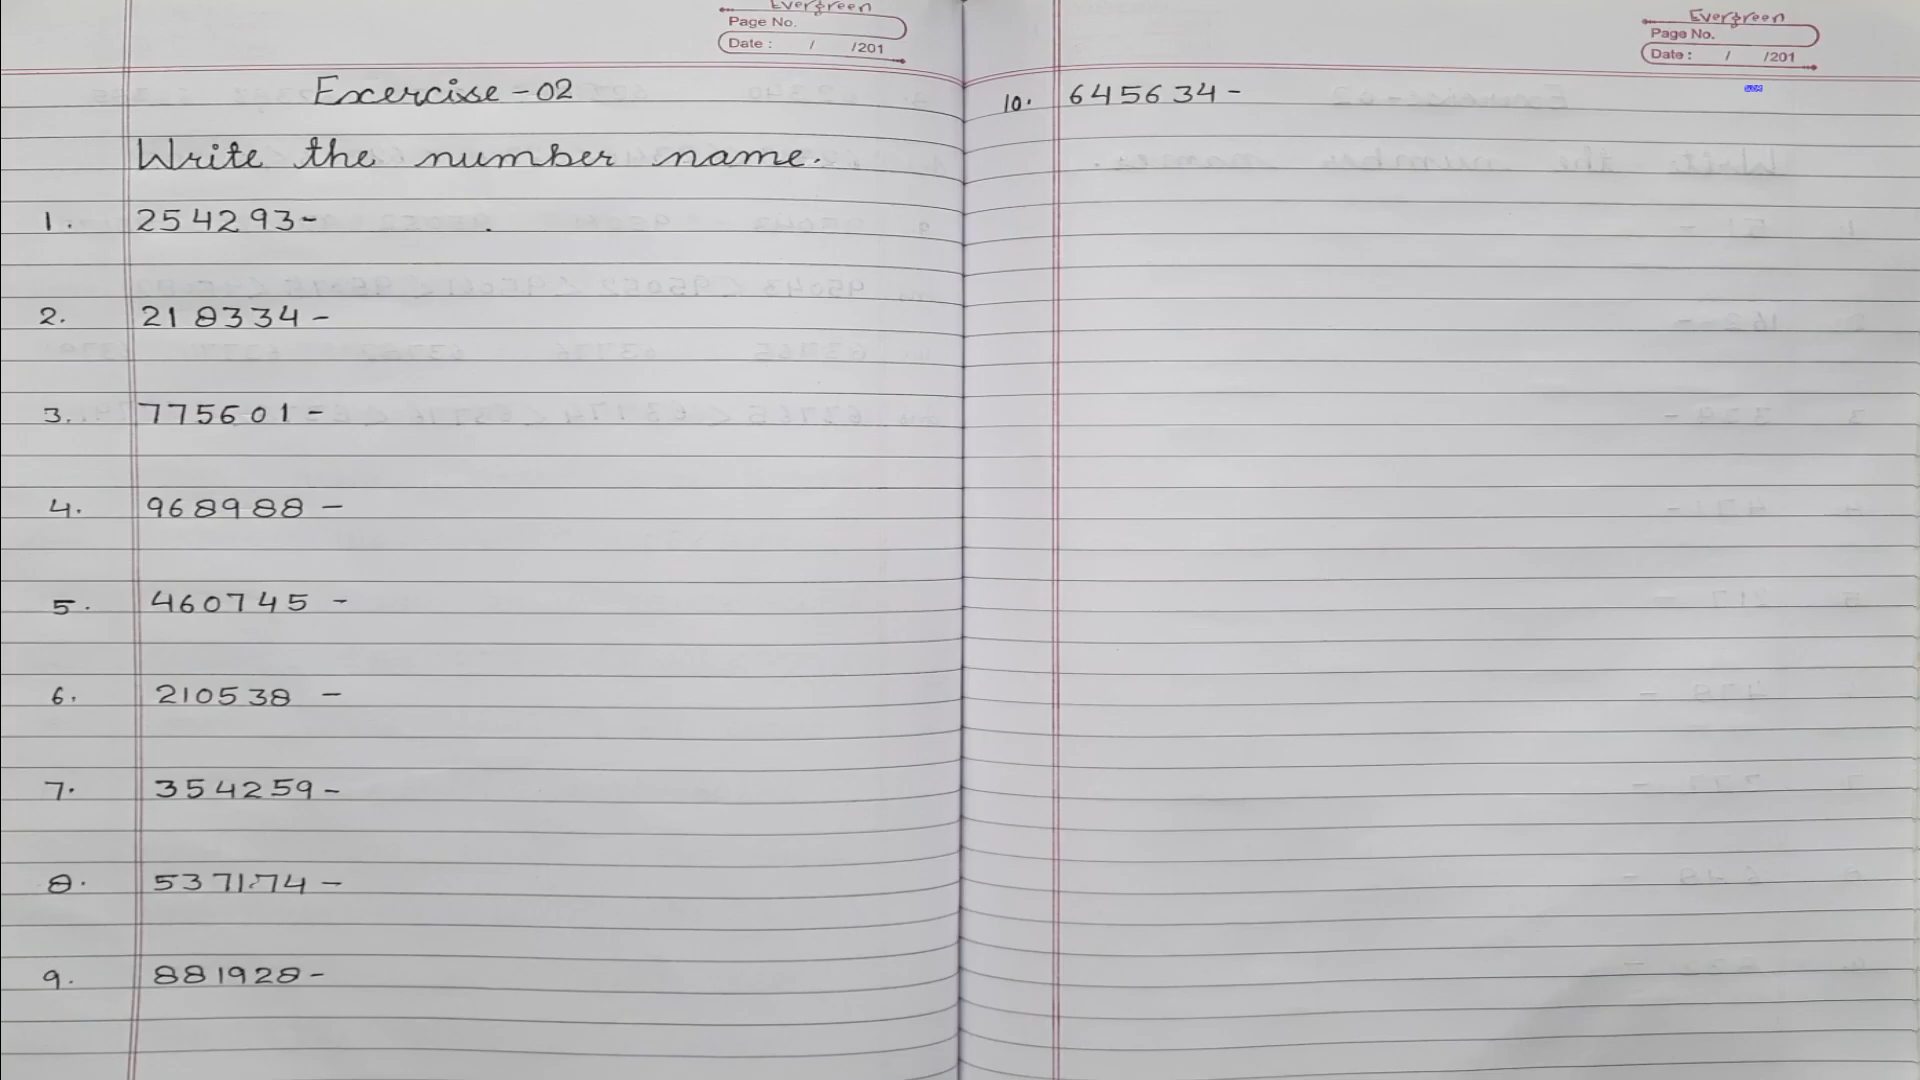 Evergreen
Page No.
Date : / /201
Exercise - 02
Write the number name.
1. 254293-
2. 218334-
3. 775601-
4. 968988-
5. 460745-
6. 210538-
7. 354259-
8. 537174-
9. 881928-
Evergreen
Page No.
Date : / /201
10. 645634-